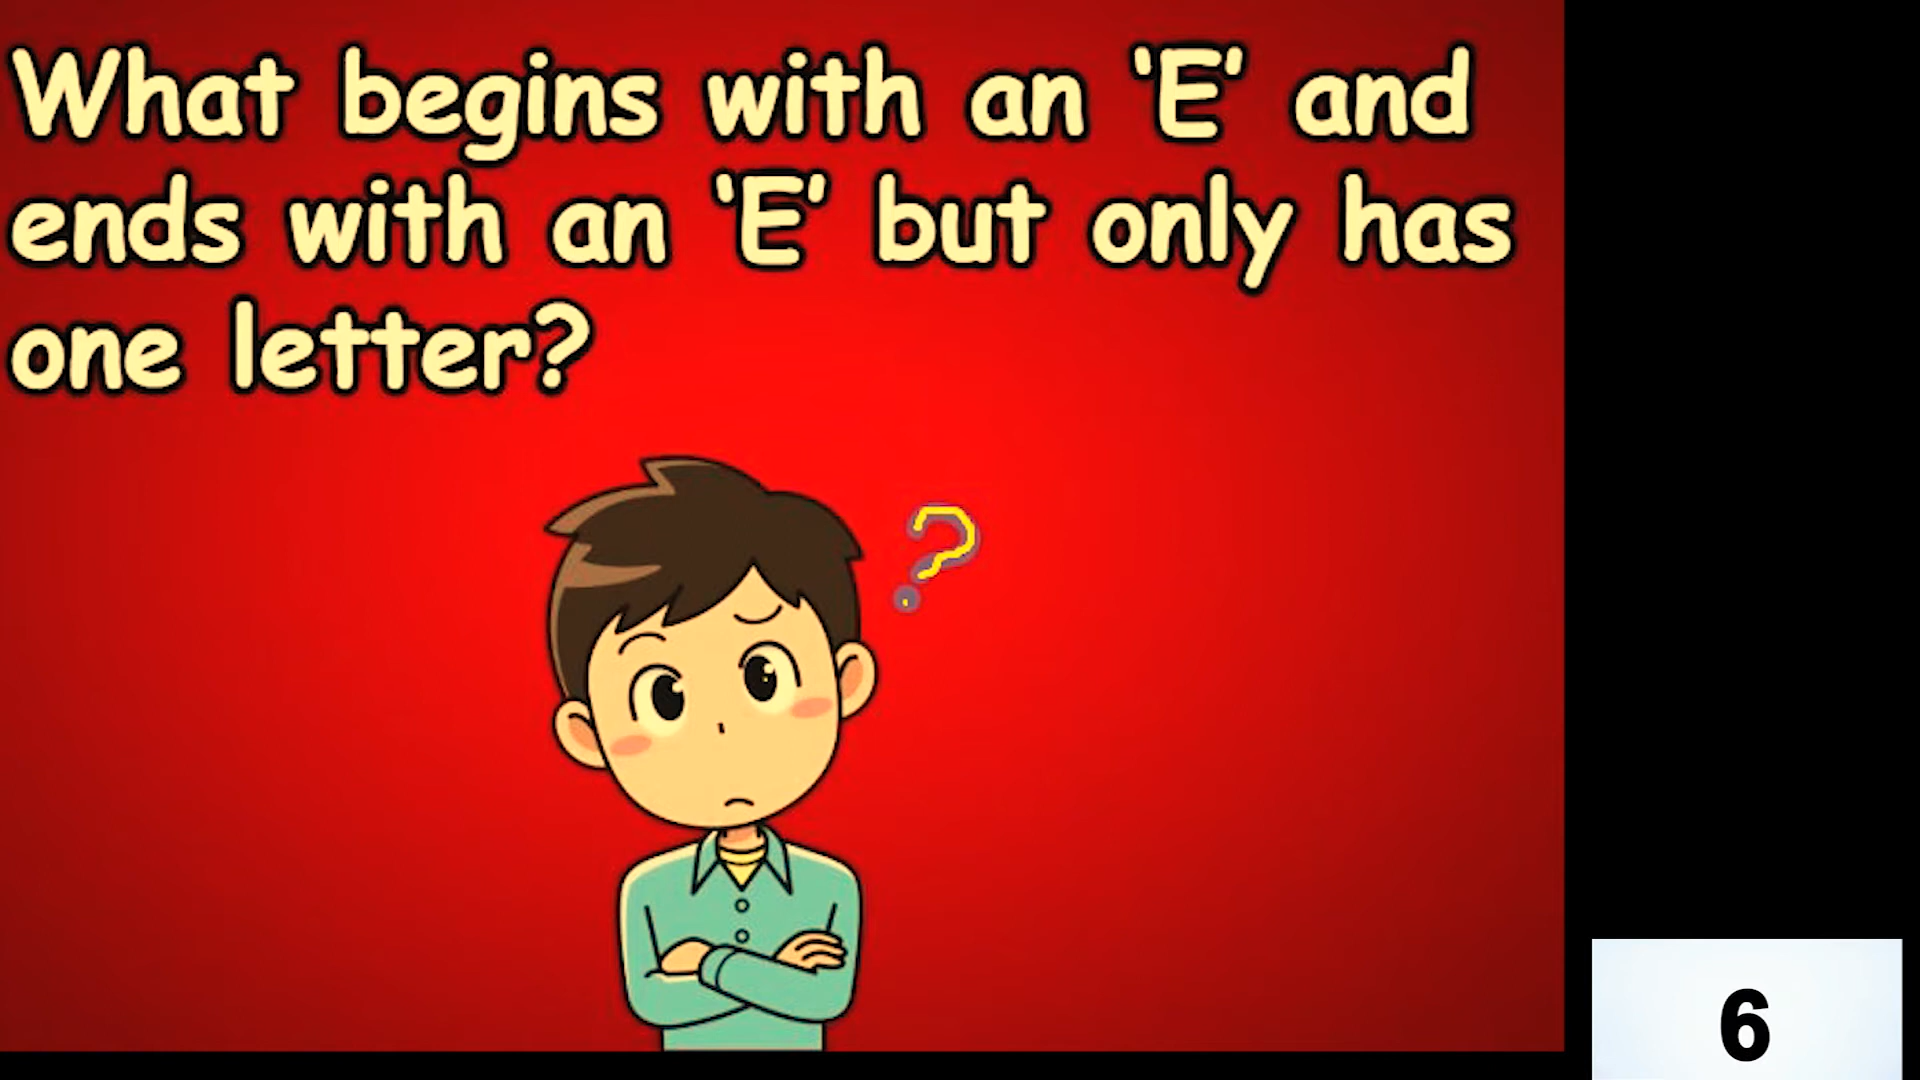 What begins with an ‘E’ and
ends with an ‘E’ but only has
one letter?
?
6